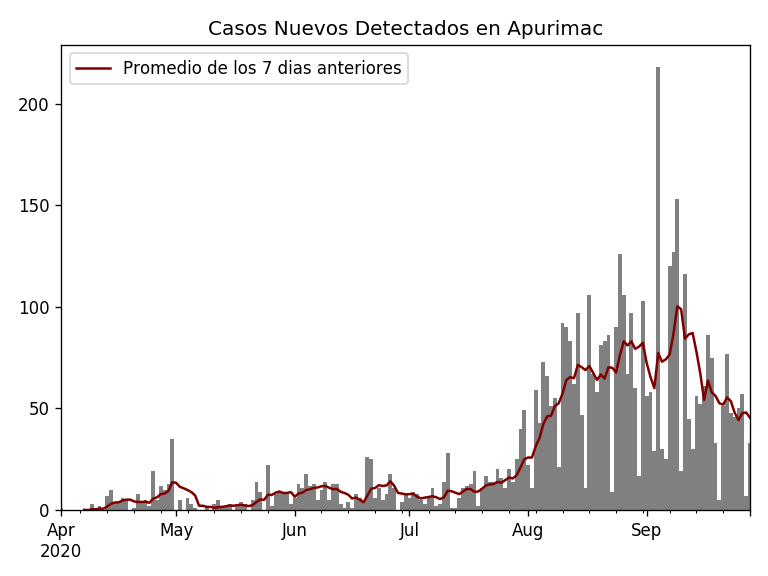 Casos Nuevos Detectados en Apurimac
Promedio de los 7 dias anteriores
200
150
100
50
0
Apr May Jun Jul Aug Sep
2020